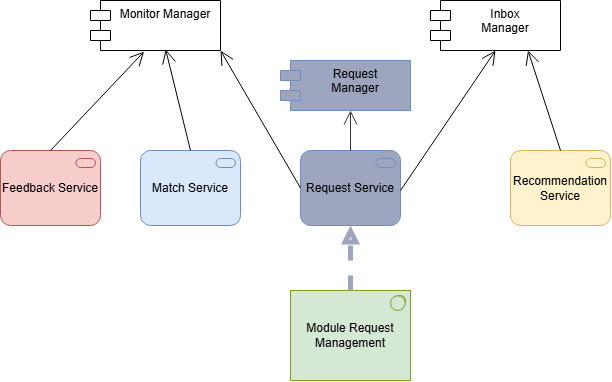 Monitor Manager
Inbox
Manager
Request
Manager
Feedback Service
Match Service
Request Service
Recommendation
Service
Module Request
Management